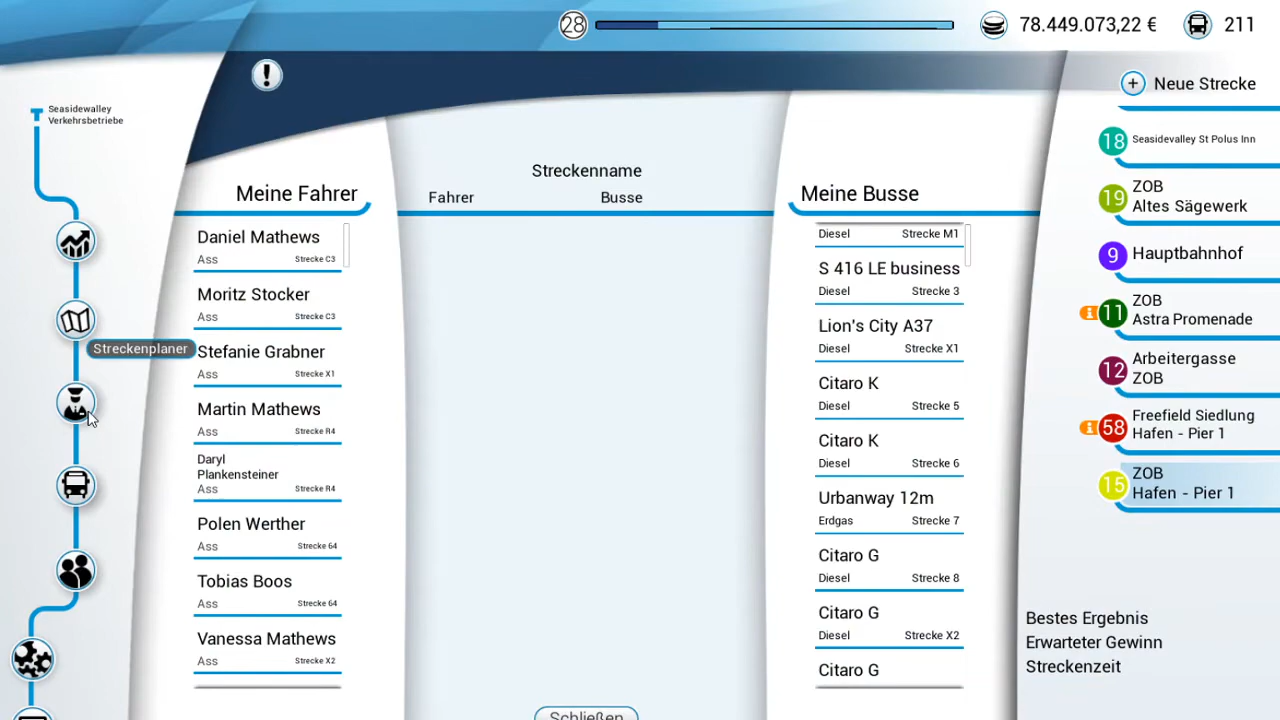 28
78.449.073,22 €
211
!
Seasidewalley
Verkehrsbetriebe
Streckenplaner
Meine Fahrer
Daniel Mathews
Ass Strecke C3
Moritz Stocker
Ass Strecke C3
Stefanie Grabner
Ass Strecke X1
Martin Mathews
Ass Strecke R4
Daryl
Plankensteiner
Ass Strecke R4
Polen Werther
Ass Strecke 64
Tobias Boos
Ass Strecke 64
Vanessa Mathews
Ass Strecke X2
Streckenname
Fahrer Busse
Schließen
Meine Busse
Diesel Strecke M1
S 416 LE business
Diesel Strecke 3
Lion's City A37
Diesel Strecke X1
Citaro K
Diesel Strecke 5
Citaro K
Diesel Strecke 6
Urbanway 12m
Erdgas Strecke 7
Citaro G
Diesel Strecke 8
Citaro G
Diesel Strecke X2
Citaro G
+ Neue Strecke
18 Seasidevalley St Polus Inn
19 ZOB
Altes Sägewerk
9 Hauptbahnhof
11 ZOB
Astra Promenade
12 Arbeitergasse
ZOB
58 Freefield Siedlung
Hafen - Pier 1
15 ZOB
Hafen - Pier 1
Bestes Ergebnis
Erwarteter Gewinn
Streckenzeit